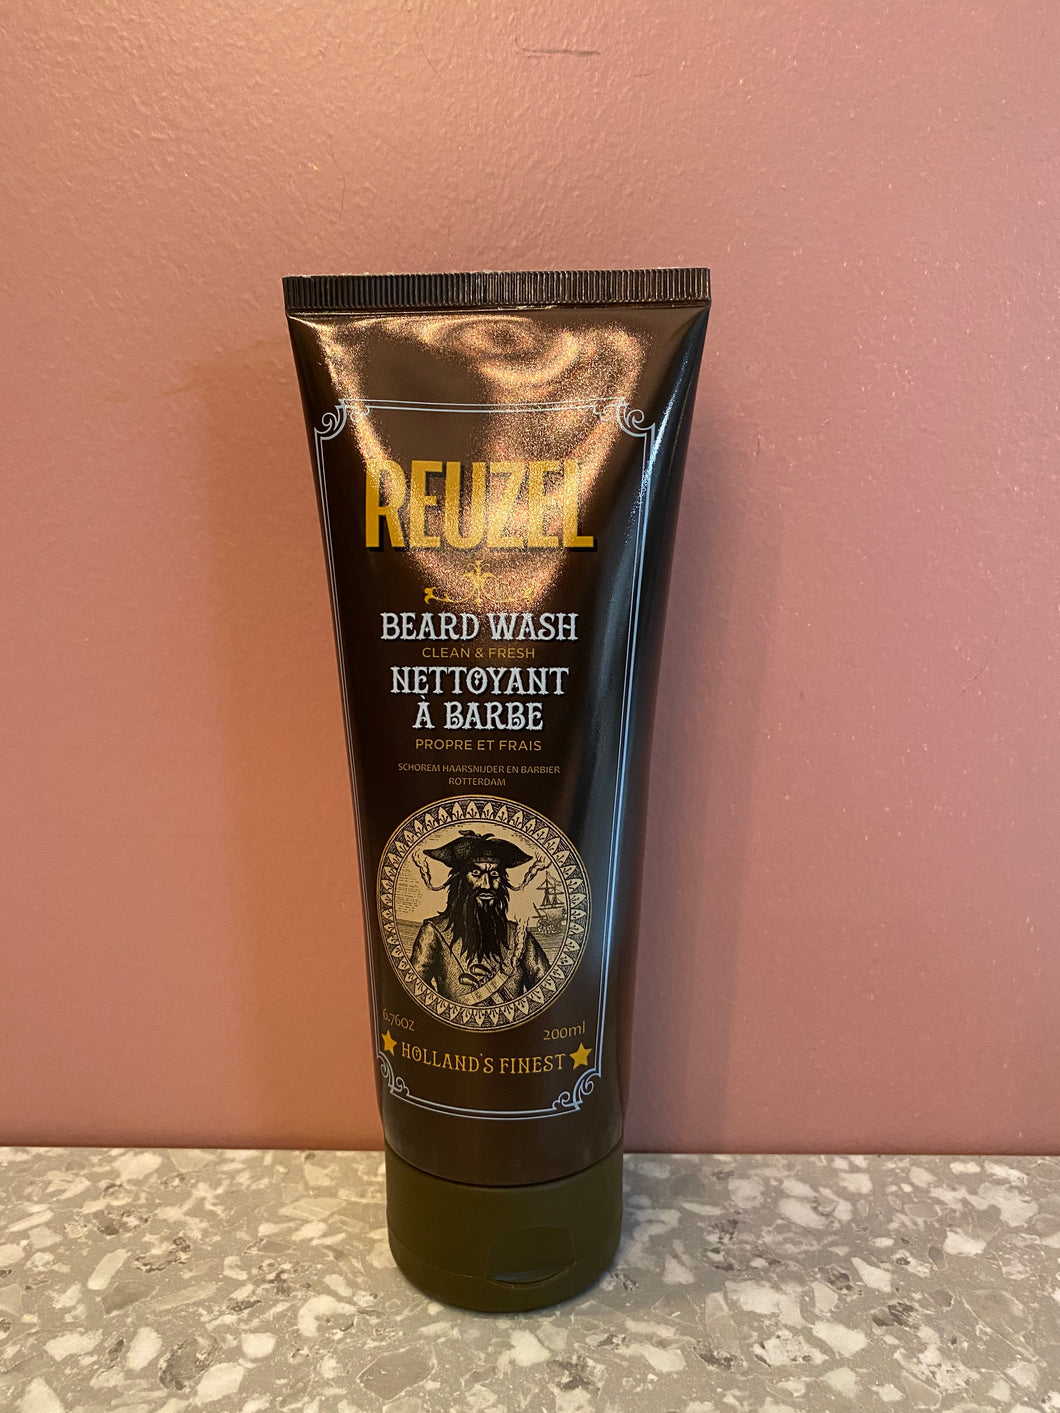 REUZEL
BEARD WASH
CLEAN & FRESH
NETTOYANT
À BARBE
PROPRE ET FRAIS
SCHOREM HAARSNIJDER EN BARBIER
ROTTERDAM
6.76OZ 200ml
HOLLAND'S FINEST